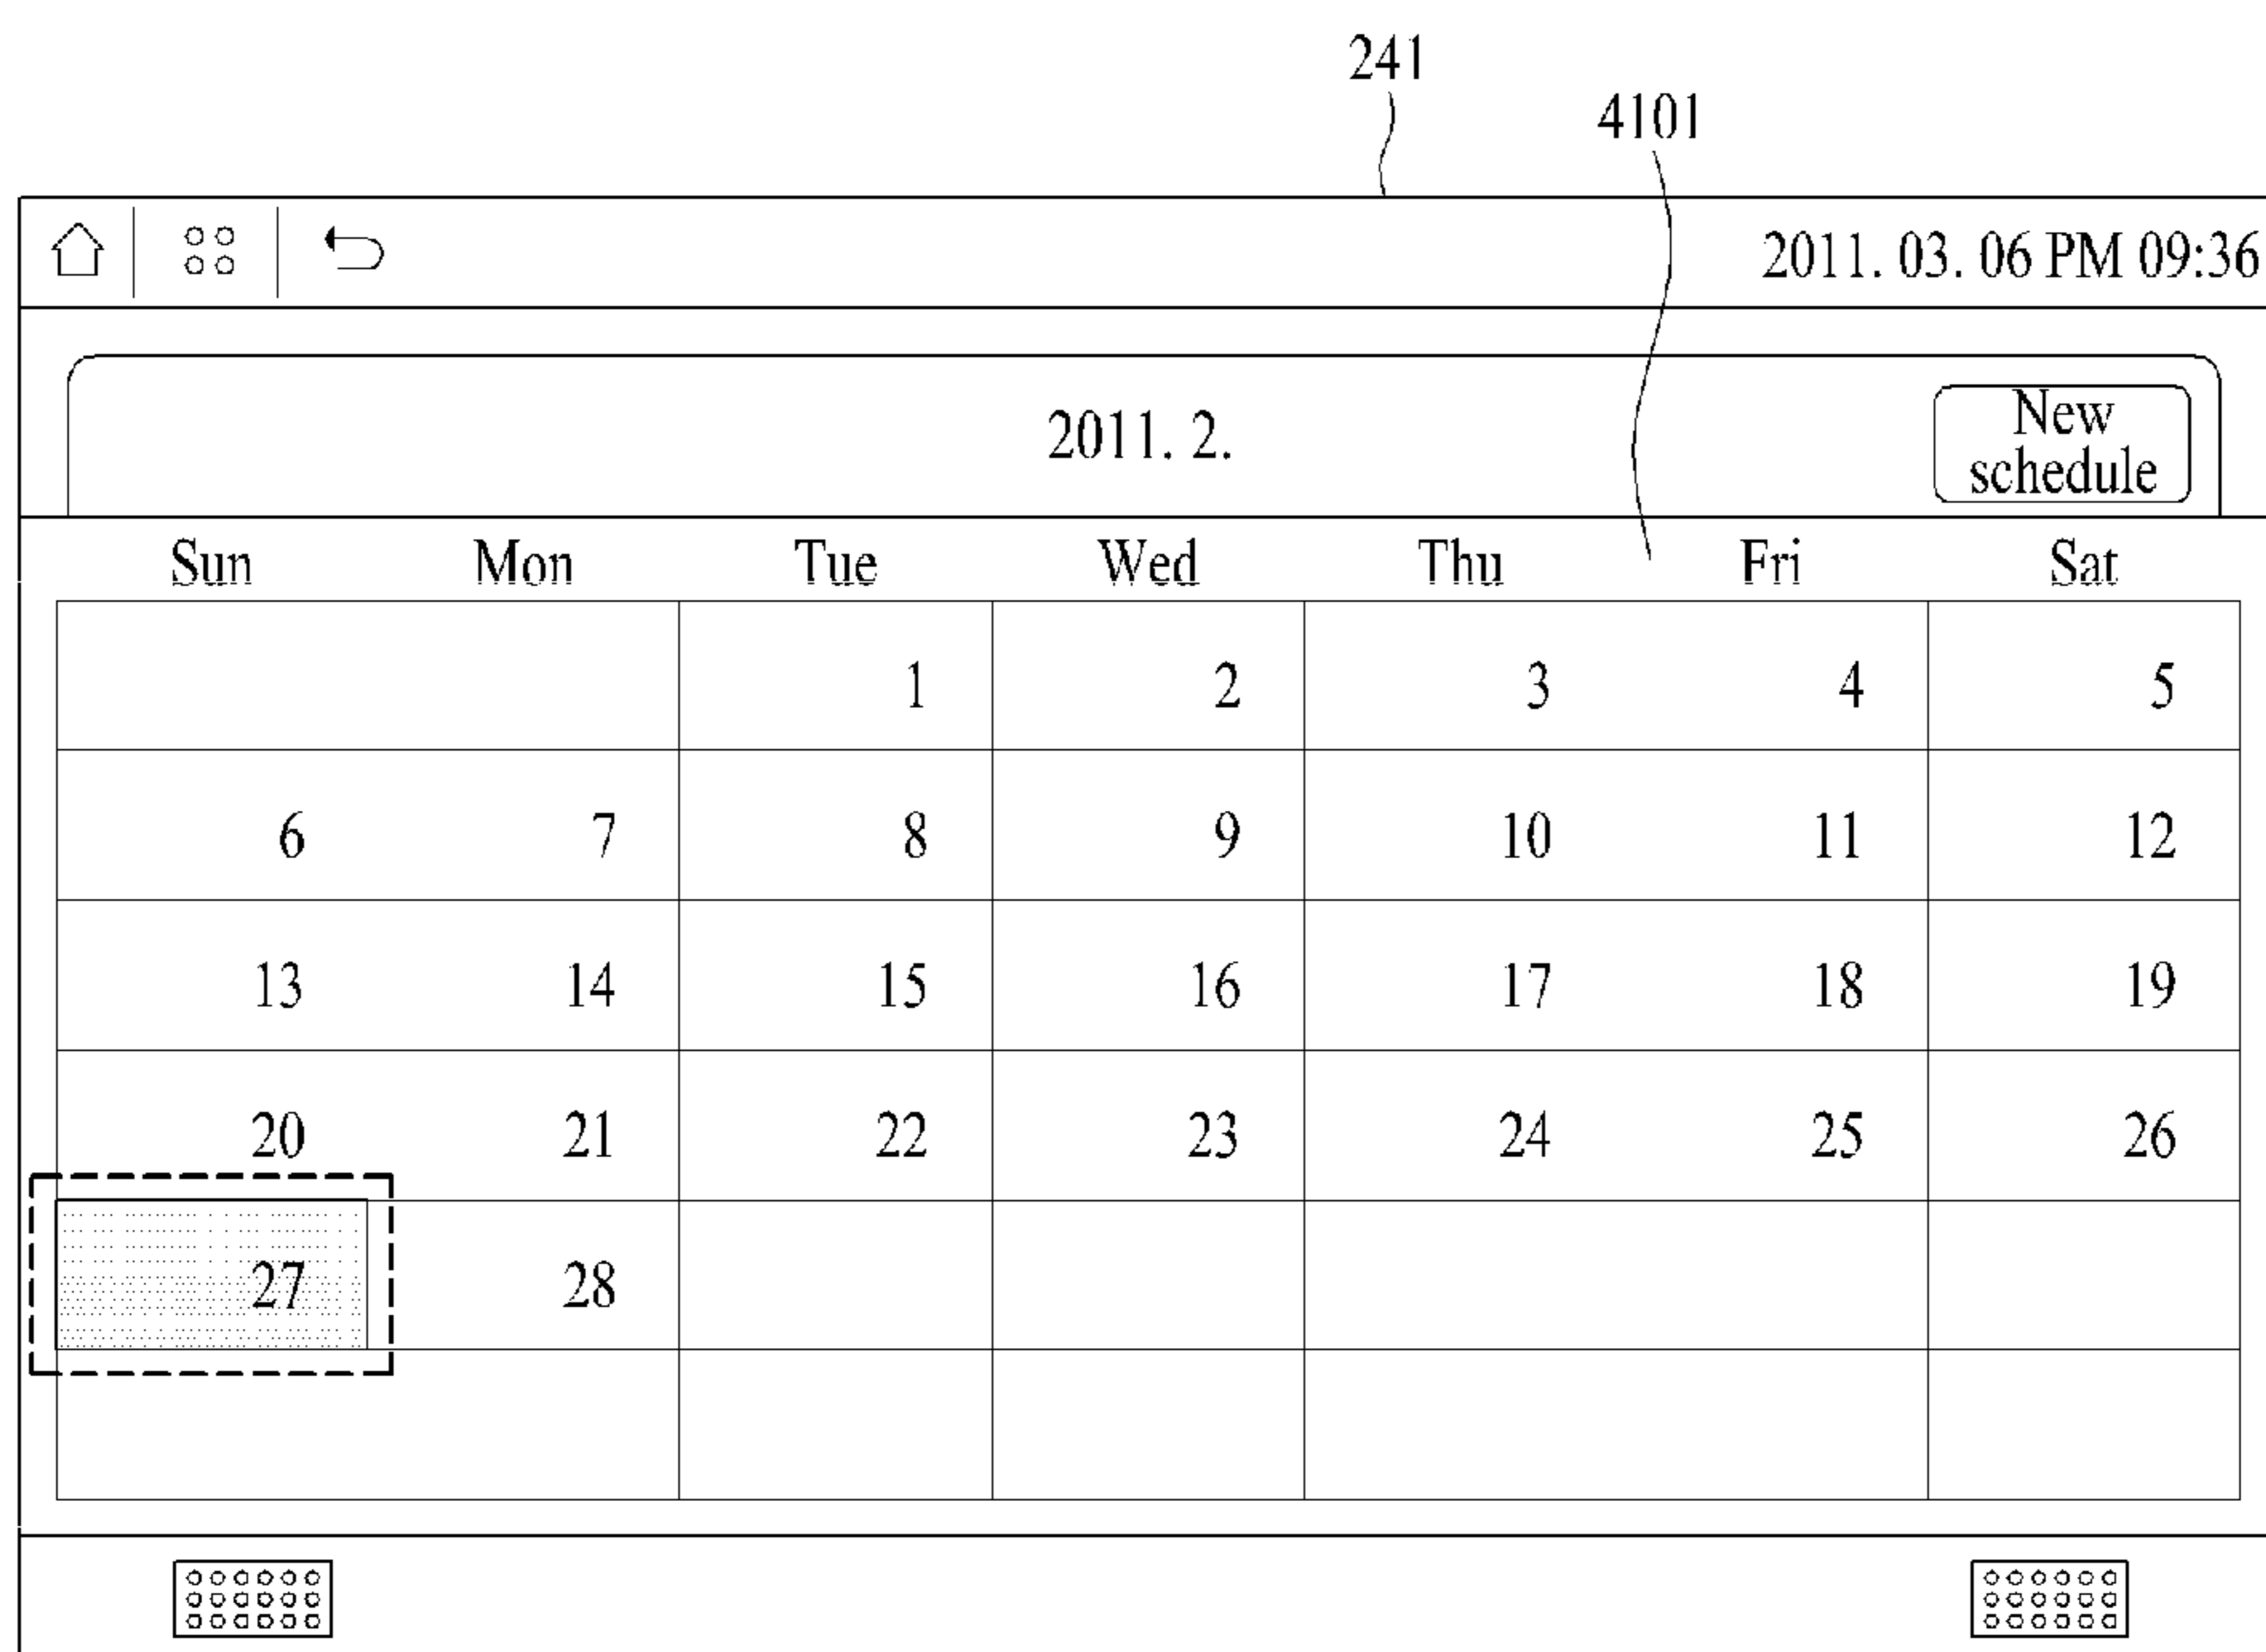 241
4101
2011. 03. 06 PM 09:36
2011. 2.
New
schedule
Sun Mon Tue Wed Thu Fri Sat
1 2 3 4 5
6 7 8 9 10 11 12
13 14 15 16 17 18 19
20 21 22 23 24 25 26
27 28